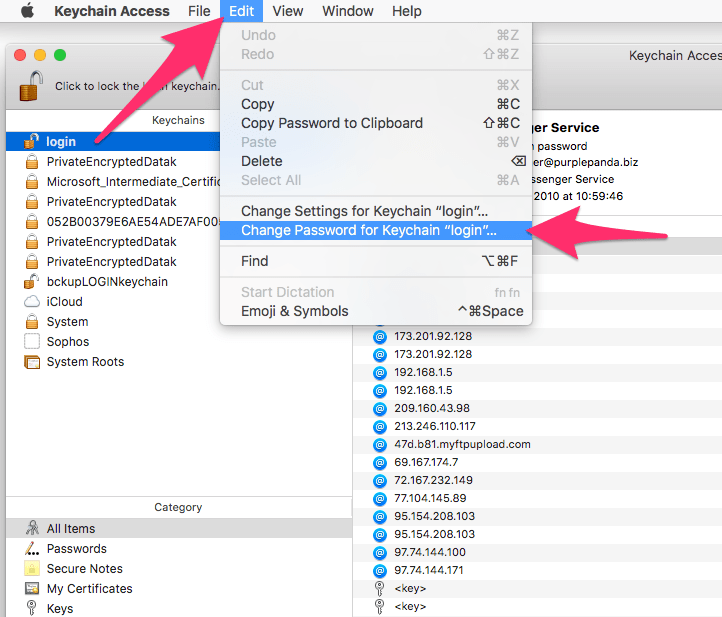 Keychain Access File Edit View Window Help
Keychain Acces
Click to lock the
keychain.
Keychains
login
PrivateEncryptedDatak
Microsoft_Intermediate_Certific
PrivateEncryptedDatak
052B00379E6AE54ADE7AF00
PrivateEncryptedDatak
PrivateEncryptedDatak
bckupLOGINkeychain
iCloud
System
Sophos
System Roots
Undo ⌘Z
Redo ⇧⌘Z
Cut ⌘X
Copy ⌘C
Copy Password to Clipboard ⇧⌘C
Paste ⌘V
Delete ⌫
Select All ⌘A
Change Settings for Keychain “login”...
Change Password for Keychain “login”...
Find ⌥⌘F
Start Dictation fn fn
Emoji & Symbols ^⌘Space
ger Service
n password
er@purplepanda.biz
ssenger Service
2010 at 10:59:46
173.201.92.128
173.201.92.128
192.168.1.5
192.168.1.5
209.160.43.98
213.246.110.117
47d.b81.myftpupload.com
69.167.174.7
72.167.232.149
77.104.145.89
95.154.208.103
95.154.208.103
97.74.144.100
97.74.144.171
<key>
<key>
Category
All Items
Passwords
Secure Notes
My Certificates
Keys